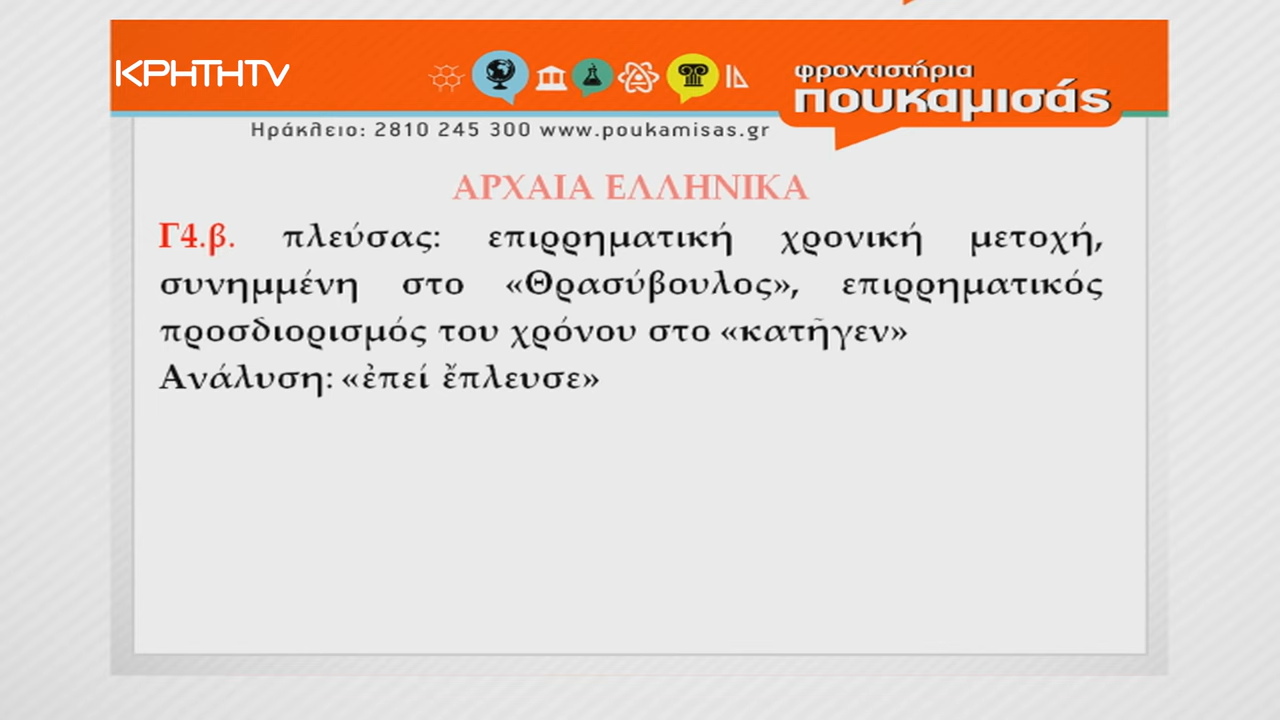 ΚΡΗΤΗTV
φροντιστήρια
πουκαμισάς
Ηράκλειο: 2810 245 300 www.poukamisas.gr
ΑΡΧΑΙΑ ΕΛΛΗΝΙΚΑ
Γ4.β. πλεύσας: επιρρηματική χρονική μετοχή,
συνημμένη στο «Θρασύβουλος», επιρρηματικός
προσδιορισμός του χρόνου στο «κατῆγεν»
Ανάλυση: «ἐπεί ἔπλευσε»